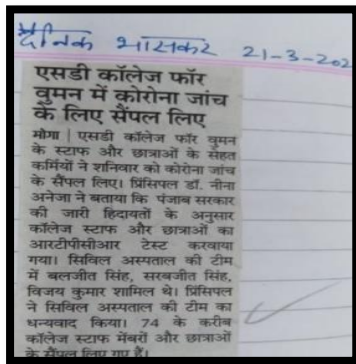 दैनिक भास्कर 21-3-202
एसडी कॉलेज फॉर
वुमन में कोरोना जांच
के लिए सैंपल लिए
मोगा | एसडी कॉलेज फॉर वुमन
के स्टाफ और छात्राओं के सेहत
कर्मियों ने शनिवार को कोरोना जांच
के सैंपल लिए। प्रिंसिपल डॉ. नीना
अनेजा ने बताया कि पंजाब सरकार
की जारी हिदायतों के अनुसार
कॉलेज स्टाफ और छात्राओं का
आरटीपीसीआर टेस्ट करवाया
गया। सिविल अस्पताल की टीम
में बलजीत सिंह, सरबजीत सिंह,
विजय कुमार शामिल थे। प्रिंसिपल
ने सिविल अस्पताल की टीम का
धन्यवाद किया। 74 के करीब
कॉलेज स्टाफ मेंबरों और छात्राओं
के सैंपल लिए गए हैं।